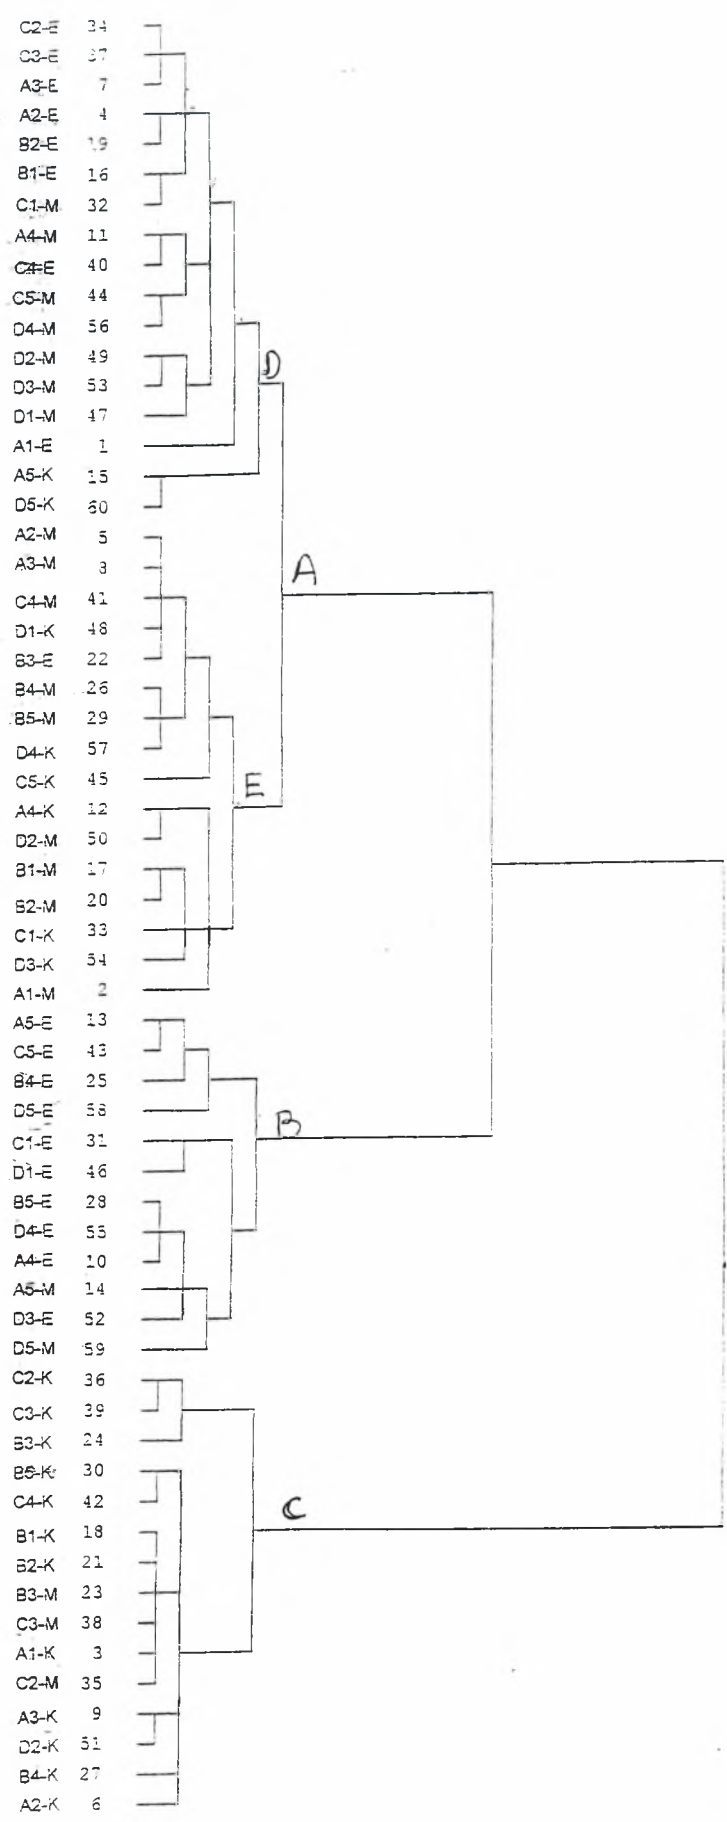 C2-E 34
C3-E 37
A3-E 7
A2-E 4
B2-E 19
B1-E 16
C1-M 32
A4-M 11
C4-E 40
C5-M 44
D4-M 56
D2-M 49
D3-M 53
D
D1-M 47
A1-E 1
A5-K 15
D5-K 60
A2-M 5
A3-M 8
A
C4-M 41
D1-K 48
B3-E 22
B4-M 26
B5-M 29
D4-K 57
C5-K 45
E
A4-K 12
D2-M 50
B1-M 17
B2-M 20
C1-K 33
D3-K 54
A1-M 2
A5-E 13
C5-E 43
B4-E 25
D5-E 58
B
C1-E 31
D1-E 46
B5-E 28
D4-E 55
A4-E 10
A5-M 14
D3-E 52
D5-M 59
C2-K 36
C3-K 39
B3-K 24
B5-K 30
C4-K 42
C
B1-K 18
B2-K 21
B3-M 23
C3-M 38
A1-K 3
C2-M 35
A3-K 9
D2-K 51
B4-K 27
A2-K 6